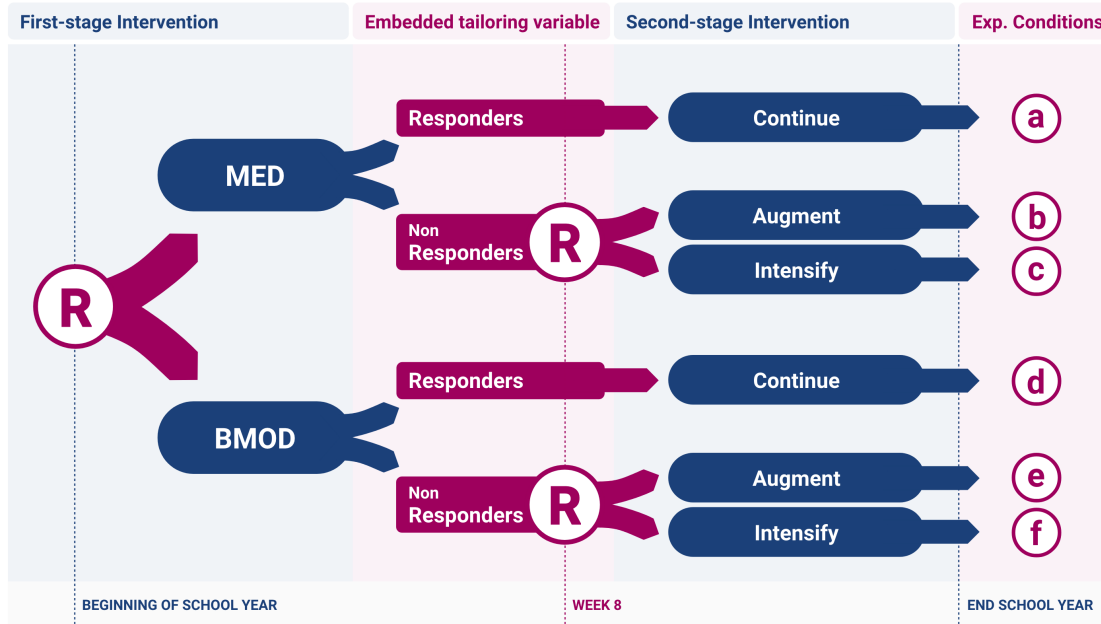 First-stage Intervention
Embedded tailoring variable
Second-stage Intervention
Exp. Conditions
Responders
Continue
a
MED
Non
Responders
R
Augment
b
Intensify
c
R
Responders
Continue
d
BMOD
Non
Responders
R
Augment
e
Intensify
f
BEGINNING OF SCHOOL YEAR
WEEK 8
END SCHOOL YEAR